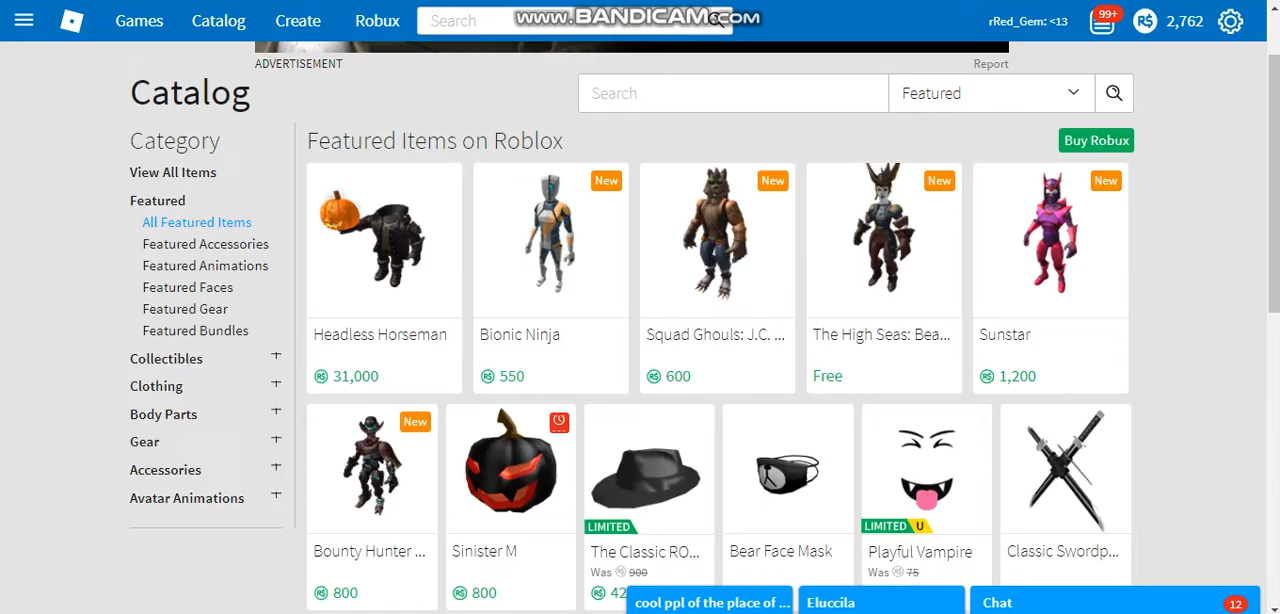 Games Catalog Create Robux Search www.BANDICAM.COM rRed_Gem: <13 99+ R$ 2,762
ADVERTISEMENT Report
Catalog
Search Featured
Category
View All Items
Featured
All Featured Items
Featured Accessories
Featured Animations
Featured Faces
Featured Gear
Featured Bundles
Collectibles +
Clothing +
Body Parts +
Gear +
Accessories +
Avatar Animations +
Featured Items on Roblox
Buy Robux
Headless Horseman
R$ 31,000
New
Bionic Ninja
R$ 550
New
Squad Ghouls: J.C. ...
R$ 600
New
The High Seas: Bea...
Free
New
Sunstar
R$ 1,200
New
Bounty Hunter ...
R$ 800
Sinister M
R$ 800
LIMITED
The Classic RO...
Was R$ 900
R$ 42
Bear Face Mask
LIMITED U
Playful Vampire
Was R$ 75
Classic Swordp...
cool ppl of the place of ... Eluccila Chat 12